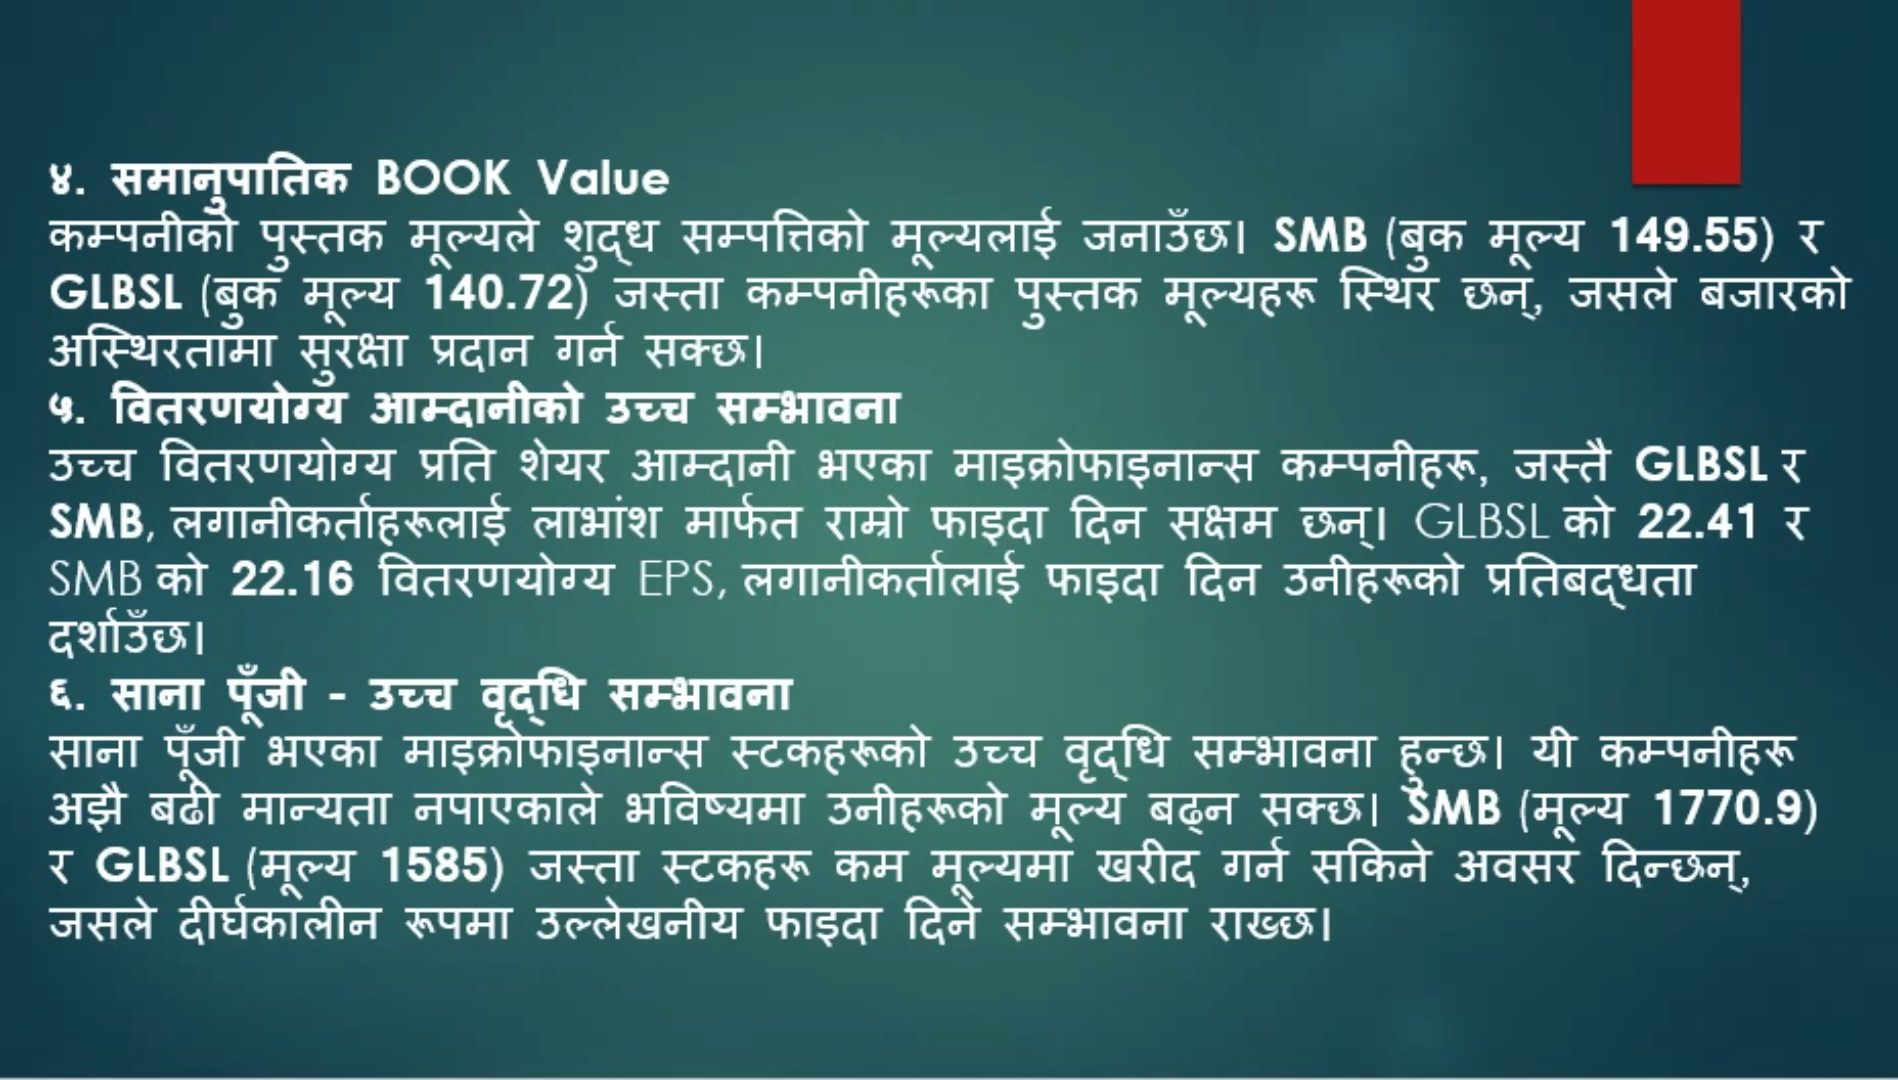 ४. समानुपातिक BOOK Value
कम्पनीको पुस्तक मूल्यले शुद्ध सम्पत्तिको मूल्यलाई जनाउँछ। SMB (बुक मूल्य 149.55) र
GLBSL (बुक मूल्य 140.72) जस्ता कम्पनीहरूका पुस्तक मूल्यहरू स्थिर छन्, जसले बजारको
अस्थिरतामा सुरक्षा प्रदान गर्न सक्छ।
५. वितरणयोग्य आम्दानीको उच्च सम्भावना
उच्च वितरणयोग्य प्रति शेयर आम्दानी भएका माइक्रोफाइनान्स कम्पनीहरू, जस्तै GLBSL र
SMB, लगानीकर्ताहरूलाई लाभांश मार्फत राम्रो फाइदा दिन सक्षम छन्। GLBSL को 22.41 र
SMB को 22.16 वितरणयोग्य EPS, लगानीकर्तालाई फाइदा दिन उनीहरूको प्रतिबद्धता
दर्शाउँछ।
६. साना पूँजी - उच्च वृद्धि सम्भावना
साना पूँजी भएका माइक्रोफाइनान्स स्टकहरूको उच्च वृद्धि सम्भावना हुन्छ। यी कम्पनीहरू
अझै बढी मान्यता नपाएकाले भविष्यमा उनीहरूको मूल्य बढ्न सक्छ। SMB (मूल्य 1770.9)
र GLBSL (मूल्य 1585) जस्ता स्टकहरू कम मूल्यमा खरीद गर्न सकिने अवसर दिन्छन्,
जसले दीर्घकालीन रूपमा उल्लेखनीय फाइदा दिने सम्भावना राख्छ।